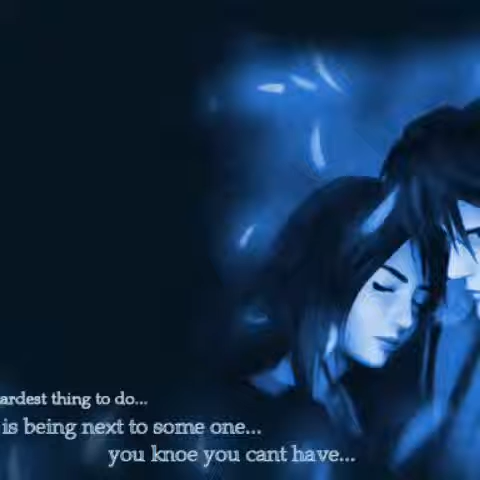 ardest thing to do...
is being next to some one...
you knoe you cant have...